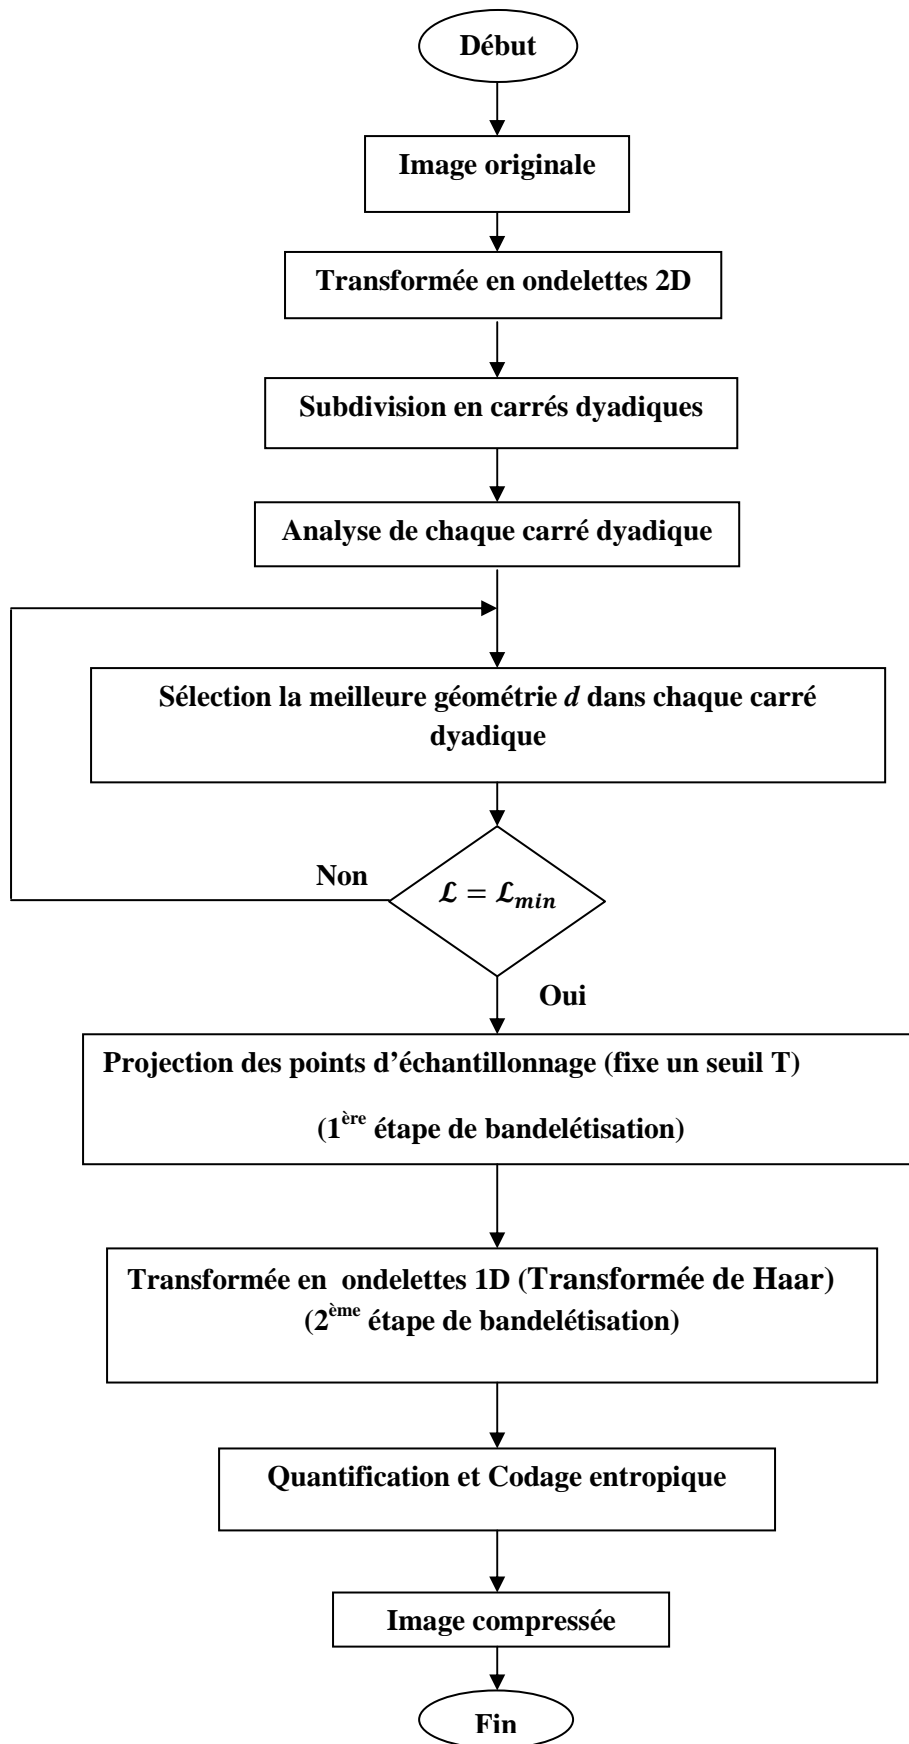 Début
Image originale
Transformée en ondelettes 2D
Subdivision en carrés dyadiques
Analyse de chaque carré dyadique
Sélection la meilleure géométrie d dans chaque carré
dyadique
Non
ℒ = ℒmin
Oui
Projection des points d’échantillonnage (fixe un seuil T)
(1ère étape de bandelétisation)
Transformée en ondelettes 1D (Transformée de Haar)
(2ème étape de bandelétisation)
Quantification et Codage entropique
Image compressée
Fin